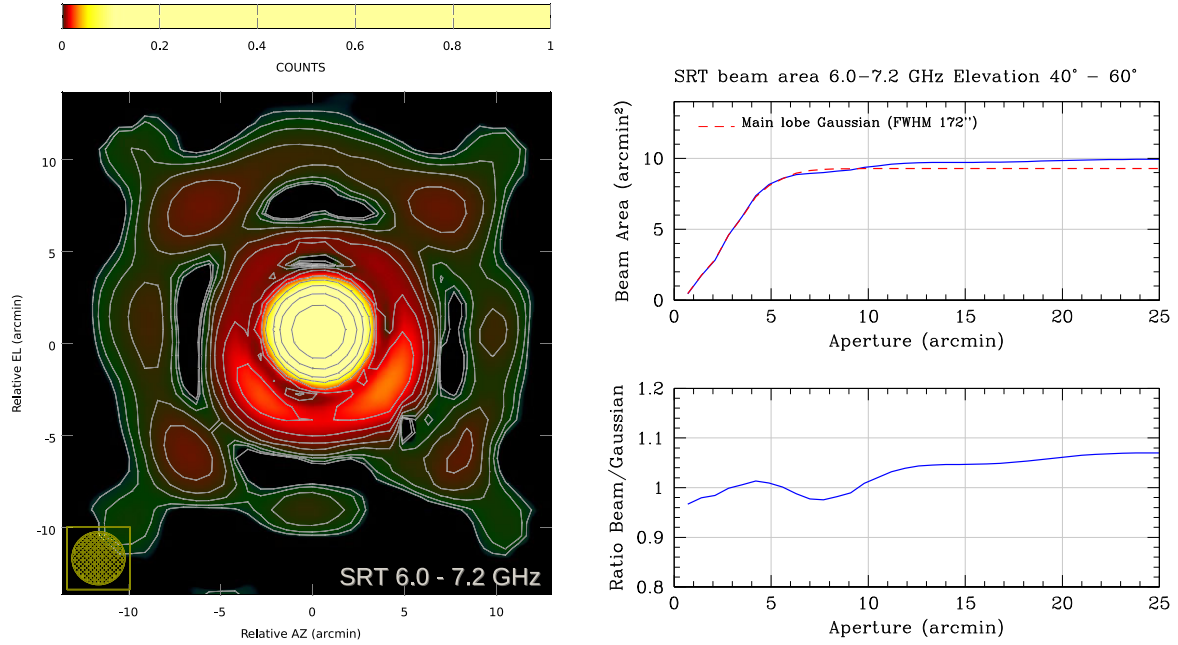 0 0.2 0.4 0.6 0.8 1
COUNTS
10
5
0
-5
-10
Relative EL (arcmin)
SRT 6.0 - 7.2 GHz
-10 -5 0 5 10
Relative AZ (arcmin)
SRT beam area 6.0−7.2 GHz Elevation 40° − 60°
Main lobe Gaussian (FWHM 172")
10
5
0
Beam Area (arcmin²)
0 5 10 15 20 25
Aperture (arcmin)
1.2
1.1
1
0.9
0.8
Ratio Beam/Gaussian
0 5 10 15 20 25
Aperture (arcmin)